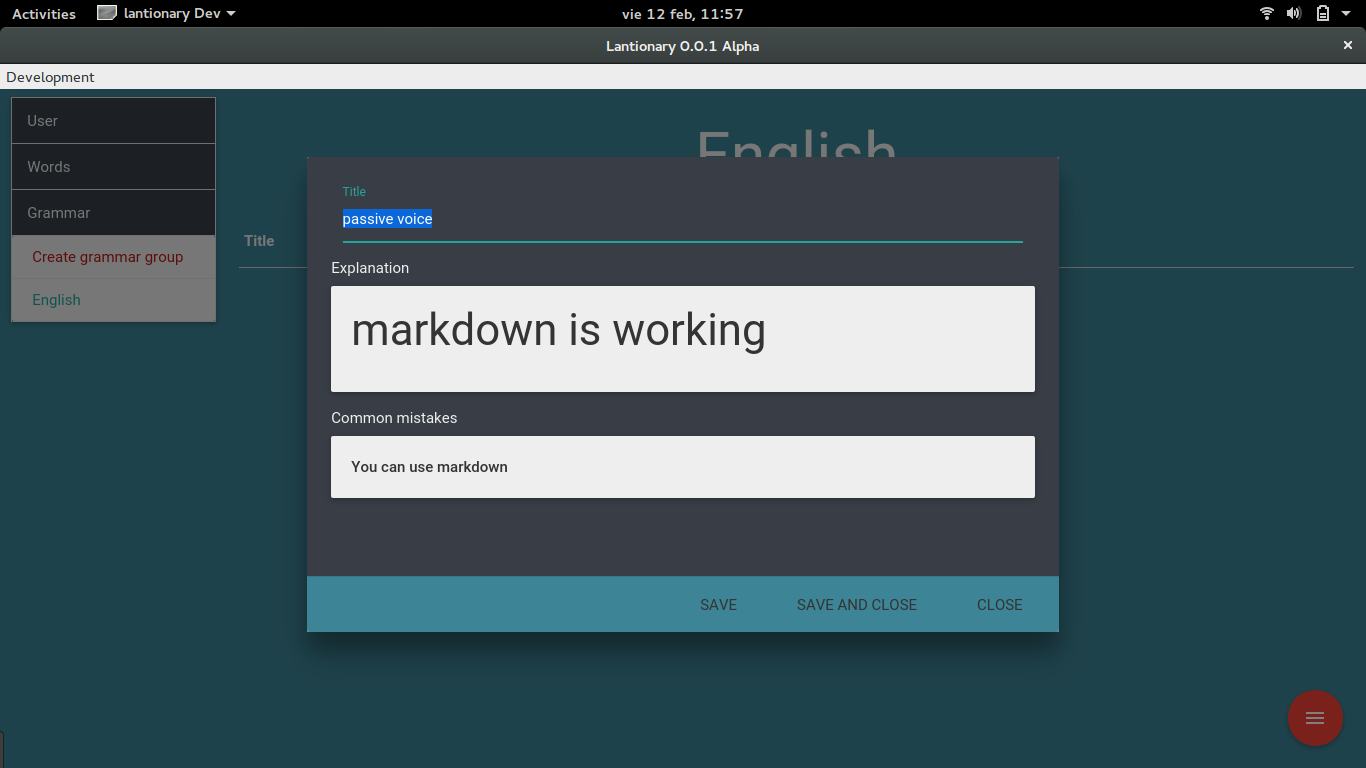 Activities lantionary Dev vie 12 feb, 11:57
Lantionary 0.0.1 Alpha
Development
User
Words
Grammar
Create grammar group
English
English
Title
Title
passive voice
Explanation
markdown is working
Common mistakes
You can use markdown
SAVE SAVE AND CLOSE CLOSE